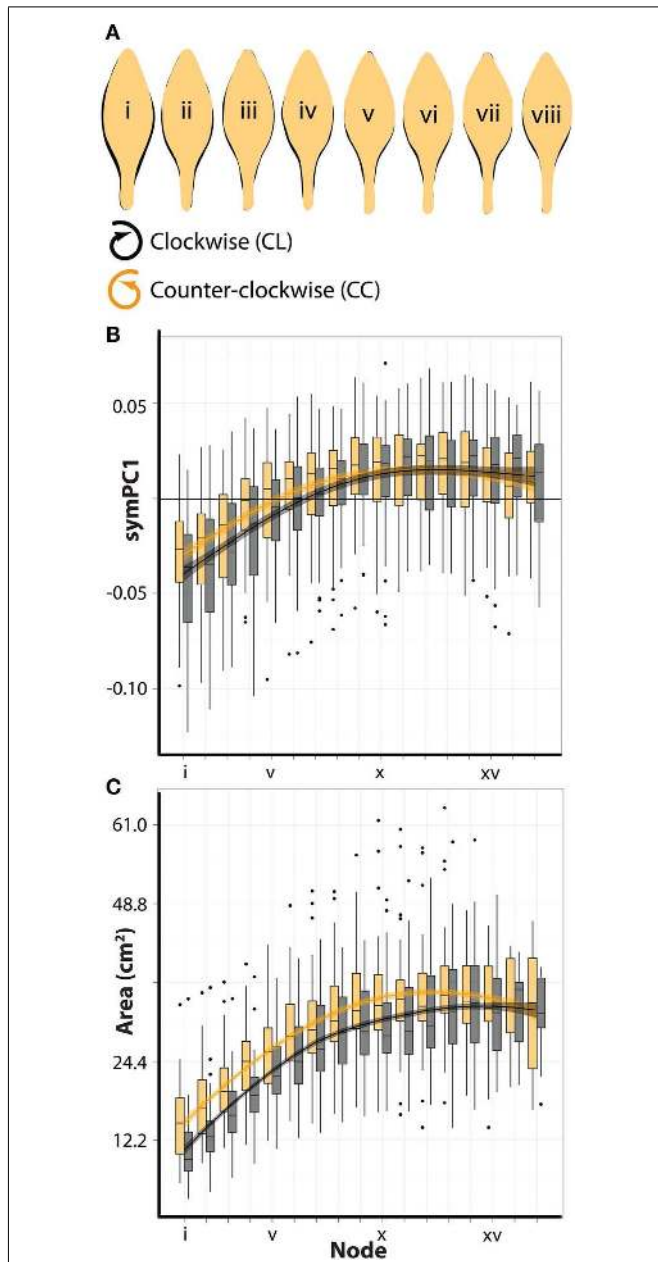 A
i ii iii iv v vi vii viii
Clockwise (CL)
Counter-clockwise (CC)
B
symPC1
0.05
-0.05
-0.10
i v x xv
C
Area (cm²)
61.0
48.8
24.4
12.2
i v x xv
Node